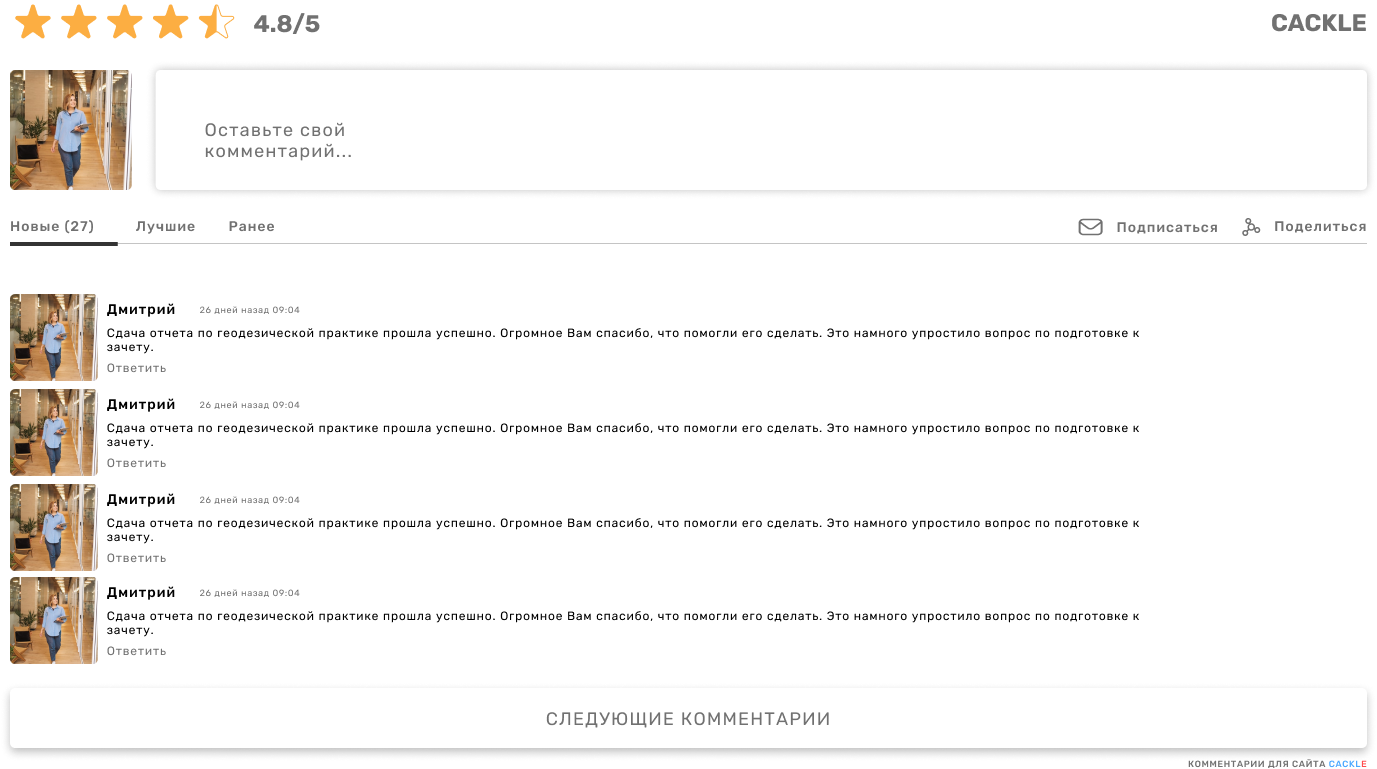 4.8/5
CACKLE
Оставьте свой
комментарий...
Новые (27)
Лучшие
Ранее
Подписаться
Поделиться
Дмитрий
26 дней назад 09:04
Сдача отчета по геодезической практике прошла успешно. Огромное Вам спасибо, что помогли его сделать. Это намного упростило вопрос по подготовке к
зачету.
Ответить
Дмитрий
26 дней назад 09:04
Сдача отчета по геодезической практике прошла успешно. Огромное Вам спасибо, что помогли его сделать. Это намного упростило вопрос по подготовке к
зачету.
Ответить
Дмитрий
26 дней назад 09:04
Сдача отчета по геодезической практике прошла успешно. Огромное Вам спасибо, что помогли его сделать. Это намного упростило вопрос по подготовке к
зачету.
Ответить
Дмитрий
26 дней назад 09:04
Сдача отчета по геодезической практике прошла успешно. Огромное Вам спасибо, что помогли его сделать. Это намного упростило вопрос по подготовке к
зачету.
Ответить
СЛЕДУЮЩИЕ КОММЕНТАРИИ
КОММЕНТАРИИ ДЛЯ САЙТА CACKLE